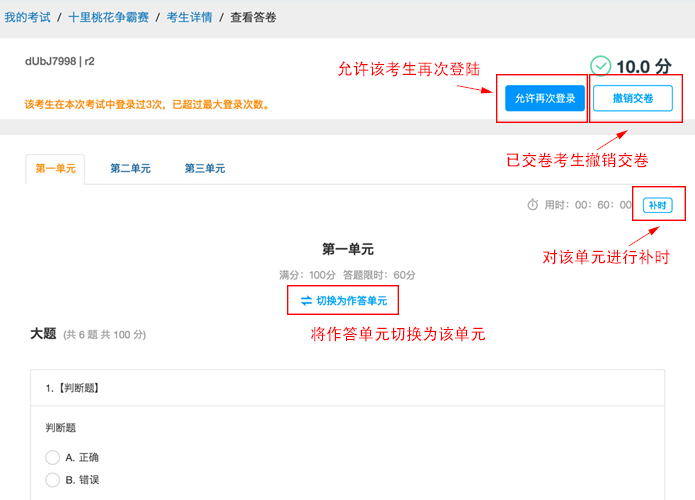 我的考试 / 十里桃花争霸赛 / 考生详情 / 查看答卷
dUbJ7998 | r2
允许该考生再次登陆
10.0 分
该考生在本次考试中登录过3次，已超过最大登录次数。
允许再次登录
撤销交卷
已交卷考生撤销交卷
第一单元 第二单元 第三单元
用时：00：60：00
补时
对该单元进行补时
第一单元
满分：100分 答题限时：60分
切换为作答单元
将作答单元切换为该单元
大题 (共 6 题 共 100 分)
1.【判断题】
判断题
A. 正确
B. 错误